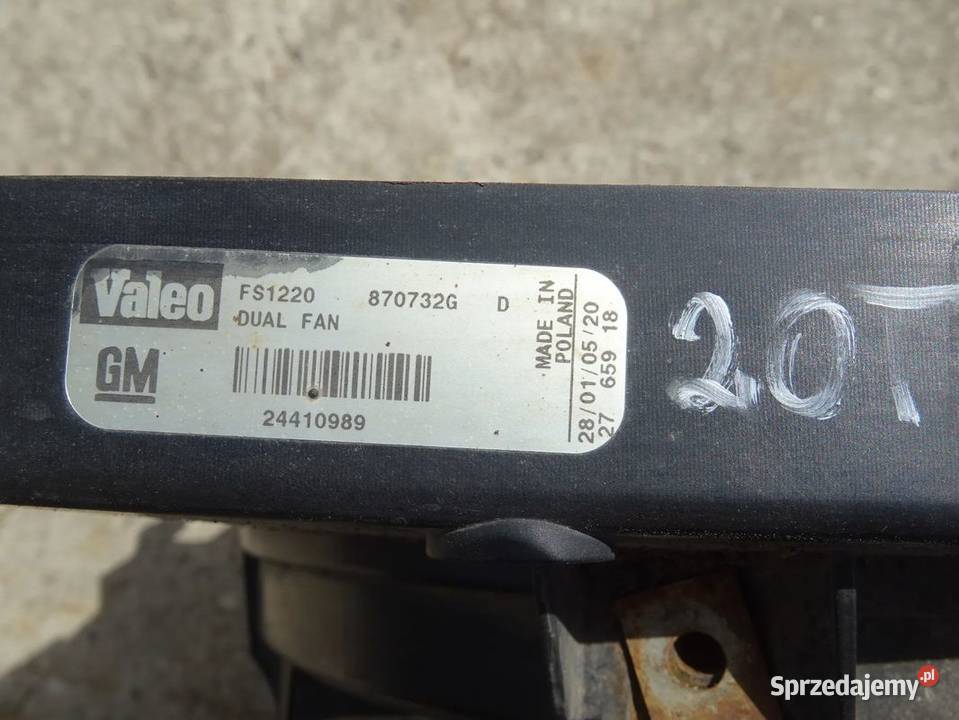 Valeo
FS1220 870732G D
DUAL FAN
GM
24410989
MADE IN
POLAND
28/01/05/20
27 659 18
20T
Sprzedajemy.pl